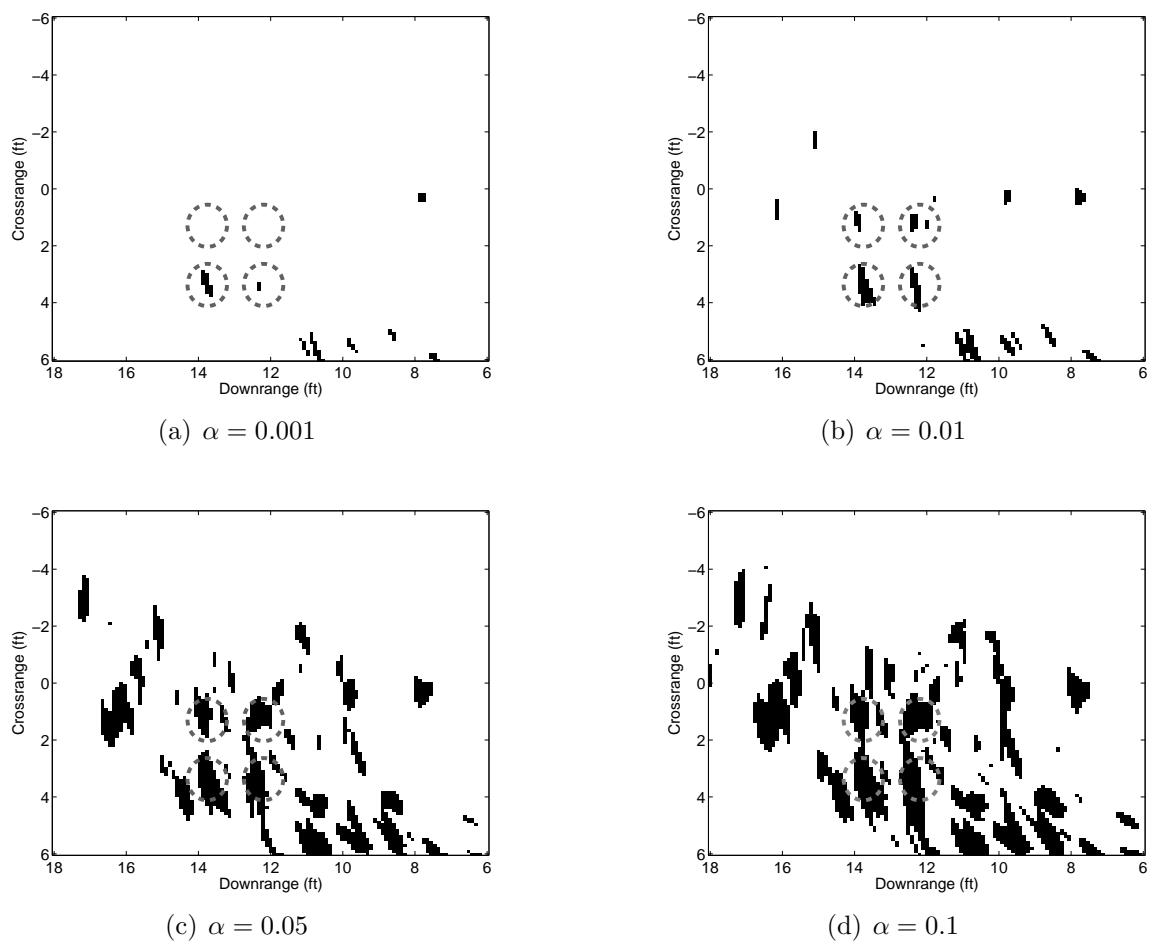 −6
−4
−2
0
2
4
6
Crossrange (ft)
18 16 14 12 10 8 6
Downrange (ft)
(a) α = 0.001
−6
−4
−2
0
2
4
6
Crossrange (ft)
18 16 14 12 10 8 6
Downrange (ft)
(b) α = 0.01
−6
−4
−2
0
2
4
6
Crossrange (ft)
18 16 14 12 10 8 6
Downrange (ft)
(c) α = 0.05
−6
−4
−2
0
2
4
6
Crossrange (ft)
18 16 14 12 10 8 6
Downrange (ft)
(d) α = 0.1